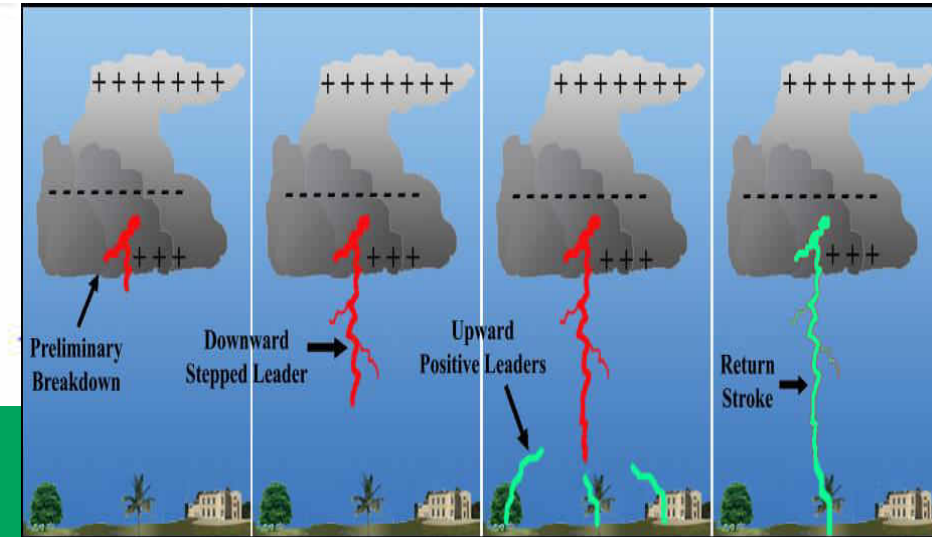 +++++++
---------
+++
Preliminary
Breakdown
+++++++
---------
+++
Downward
Stepped Leader
+++++++
---------
+++
Upward
Positive Leaders
+++++++
---------
+++
Return
Stroke